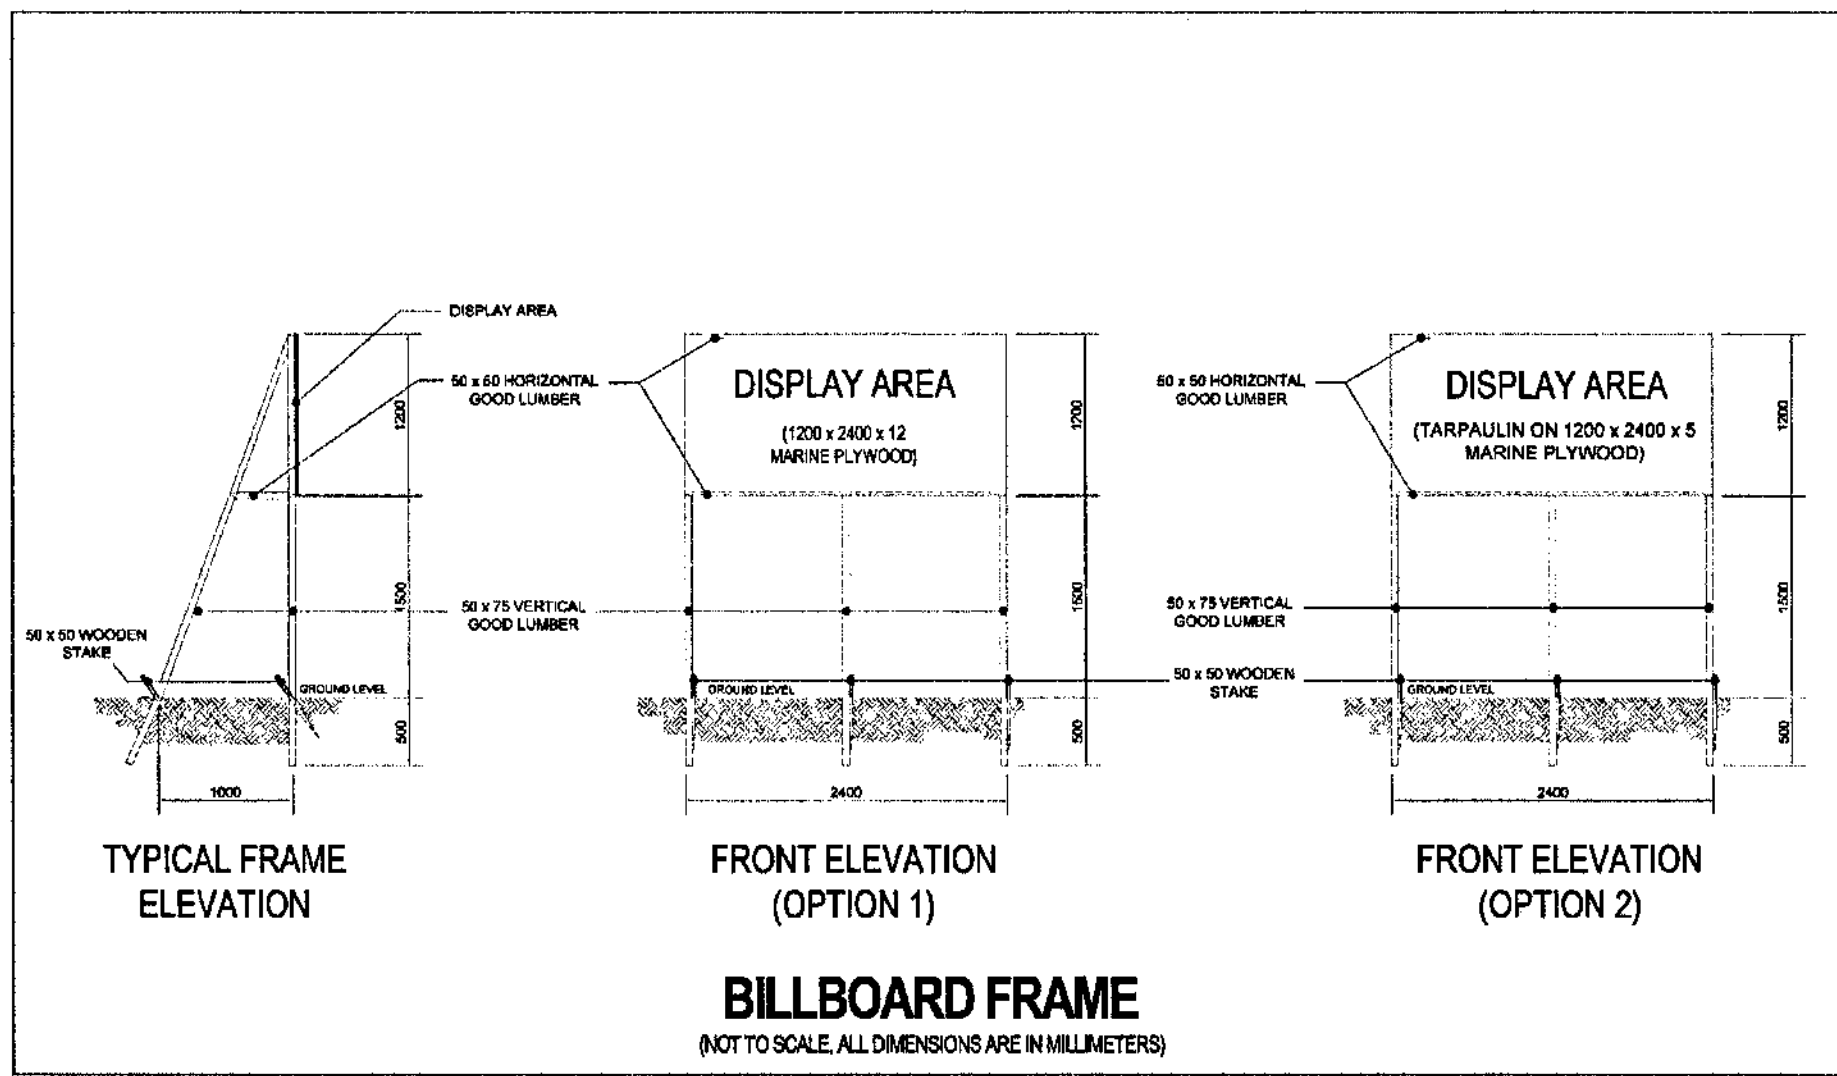 DISPLAY AREA
50 x 50 HORIZONTAL
GOOD LUMBER
50 x 75 VERTICAL
GOOD LUMBER
50 x 50 WOODEN
STAKE
GROUND LEVEL
1200
1500
500
1000
TYPICAL FRAME
ELEVATION
DISPLAY AREA
(1200 x 2400 x 12
MARINE PLYWOOD)
GROUND LEVEL
1200
1500
500
2400
FRONT ELEVATION
(OPTION 1)
50 x 50 HORIZONTAL
GOOD LUMBER
50 x 75 VERTICAL
GOOD LUMBER
50 x 50 WOODEN
STAKE
DISPLAY AREA
(TARPAULIN ON 1200 x 2400 x 5
MARINE PLYWOOD)
GROUND LEVEL
1200
1500
500
2400
FRONT ELEVATION
(OPTION 2)
BILLBOARD FRAME
(NOT TO SCALE, ALL DIMENSIONS ARE IN MILLIMETERS)